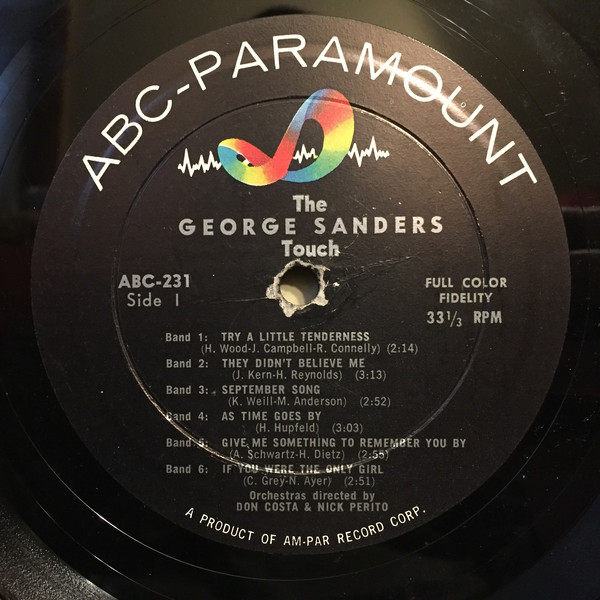 ABC-PARAMOUNT
The
GEORGE SANDERS
Touch
ABC-231
Side 1
FULL COLOR
FIDELITY
33 1/3 RPM
Band 1: TRY A LITTLE TENDERNESS
(H. Wood-J. Campbell-R. Connelly) (2:14)
Band 2: THEY DIDN'T BELIEVE ME
(J. Kern-H. Reynolds) (3:13)
Band 3: SEPTEMBER SONG
(K. Weill-M. Anderson) (2:52)
Band 4: AS TIME GOES BY
(H. Hupfeld) (3:03)
Band 5: GIVE ME SOMETHING TO REMEMBER YOU BY
(A. Schwartz-H. Dietz) (2:55)
Band 6: IF YOU WERE THE ONLY GIRL
(C. Grey-N. Ayer) (2:51)
Orchestras directed by
DON COSTA & NICK PERITO
A PRODUCT OF AM-PAR RECORD CORP.